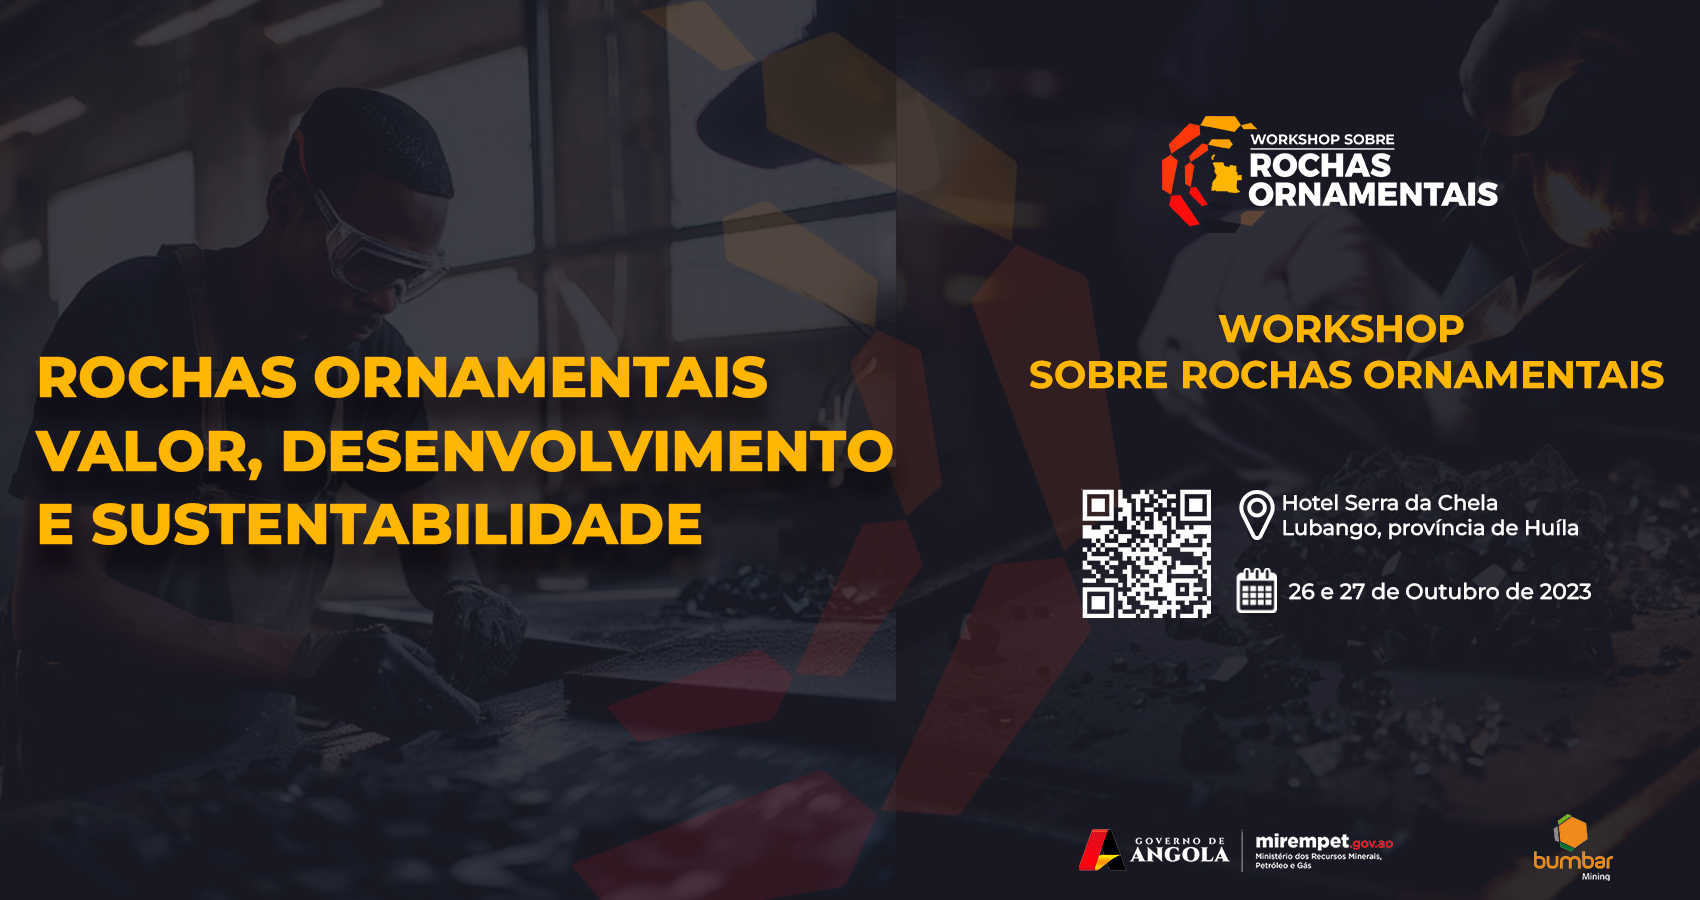 ROCHAS ORNAMENTAIS
VALOR, DESENVOLVIMENTO
E SUSTENTABILIDADE
WORKSHOP SOBRE
ROCHAS
ORNAMENTAIS
WORKSHOP
SOBRE ROCHAS ORNAMENTAIS
Hotel Serra da Chela
Lubango, província de Huíla
26 e 27 de Outubro de 2023
GOVERNO DE
ANGOLA
mirempet.gov.ao
Ministério dos Recursos Minerais,
Petróleo e Gás
bumbar
Mining